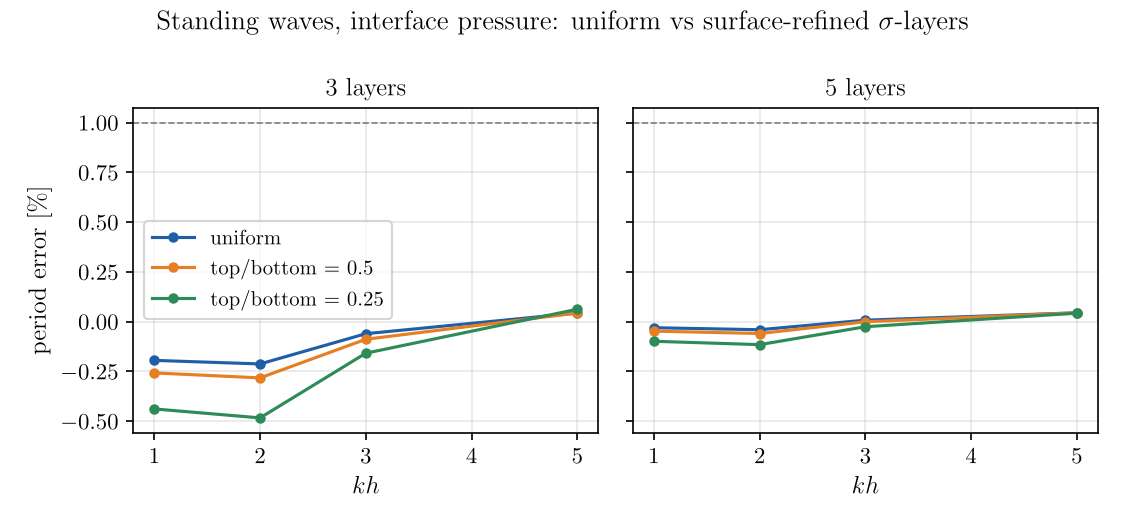 Standing waves, interface pressure: uniform vs surface-refined σ-layers
3 layers
5 layers
period error [%]
1.00
0.75
0.50
0.25
0.00
−0.25
−0.50
uniform
top/bottom = 0.5
top/bottom = 0.25
1 2 3 4 5
1 2 3 4 5
kh
kh